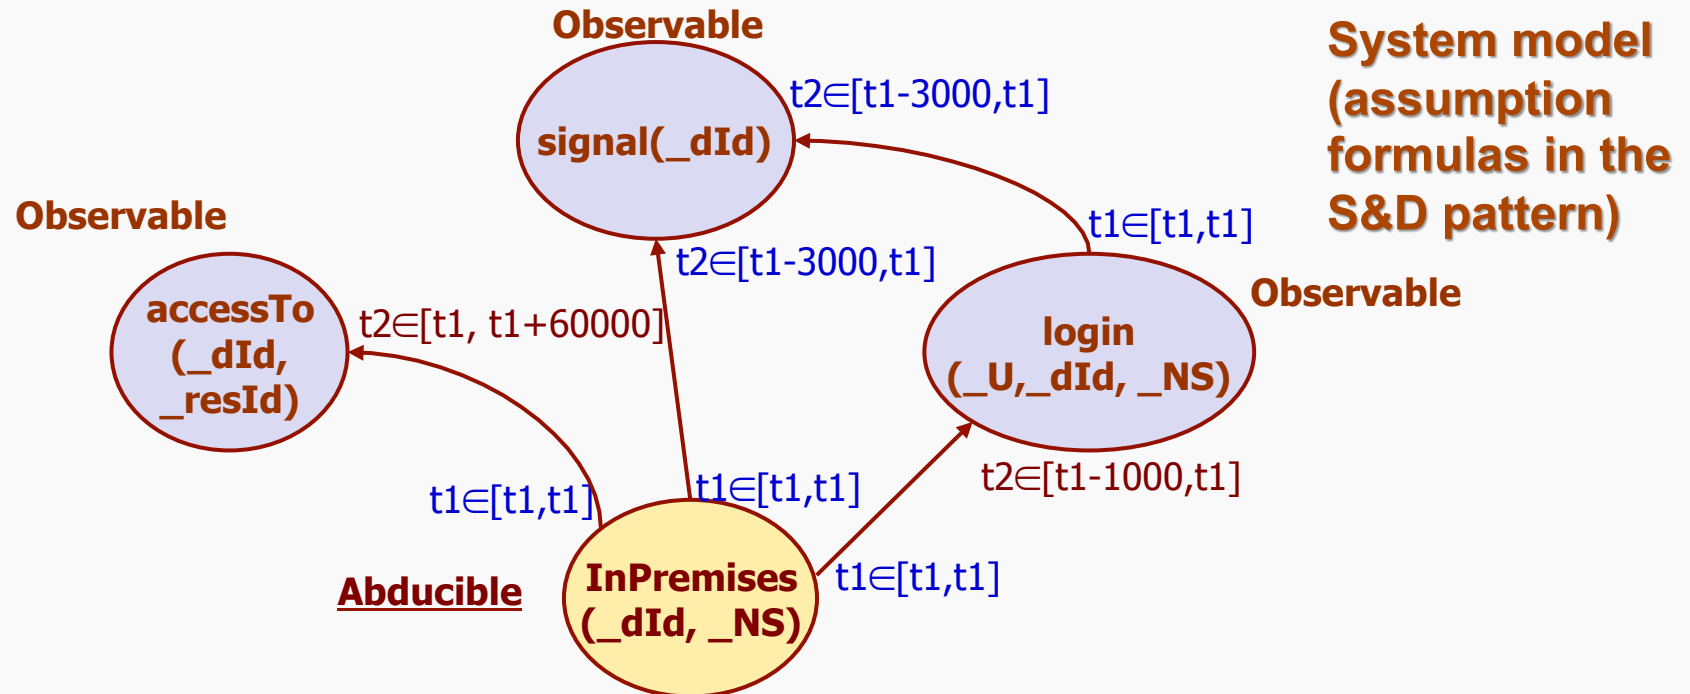 Observable
System model
(assumption
formulas in the
S&D pattern)
t2∈[t1-3000,t1]
signal(_dId)
Observable
t1∈[t1,t1]
t2∈[t1-3000,t1]
Observable
accessTo
(_dId,
_resId)
t2∈[t1, t1+60000]
login
(_U,_dId, _NS)
t2∈[t1-1000,t1]
t1∈[t1,t1]
t1∈[t1,t1]
t1∈[t1,t1]
Abducible
InPremises
(_dId, _NS)